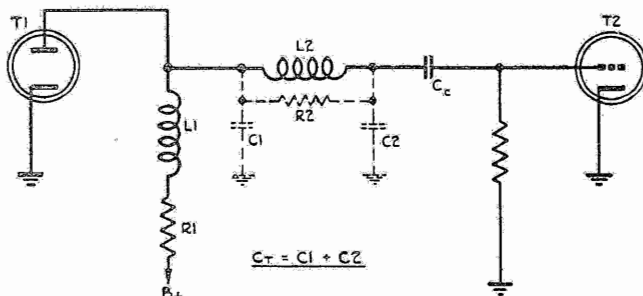 T1
L2
T2
R2
Cc
L1
C1
C2
R1
CT = C1 + C2
B+